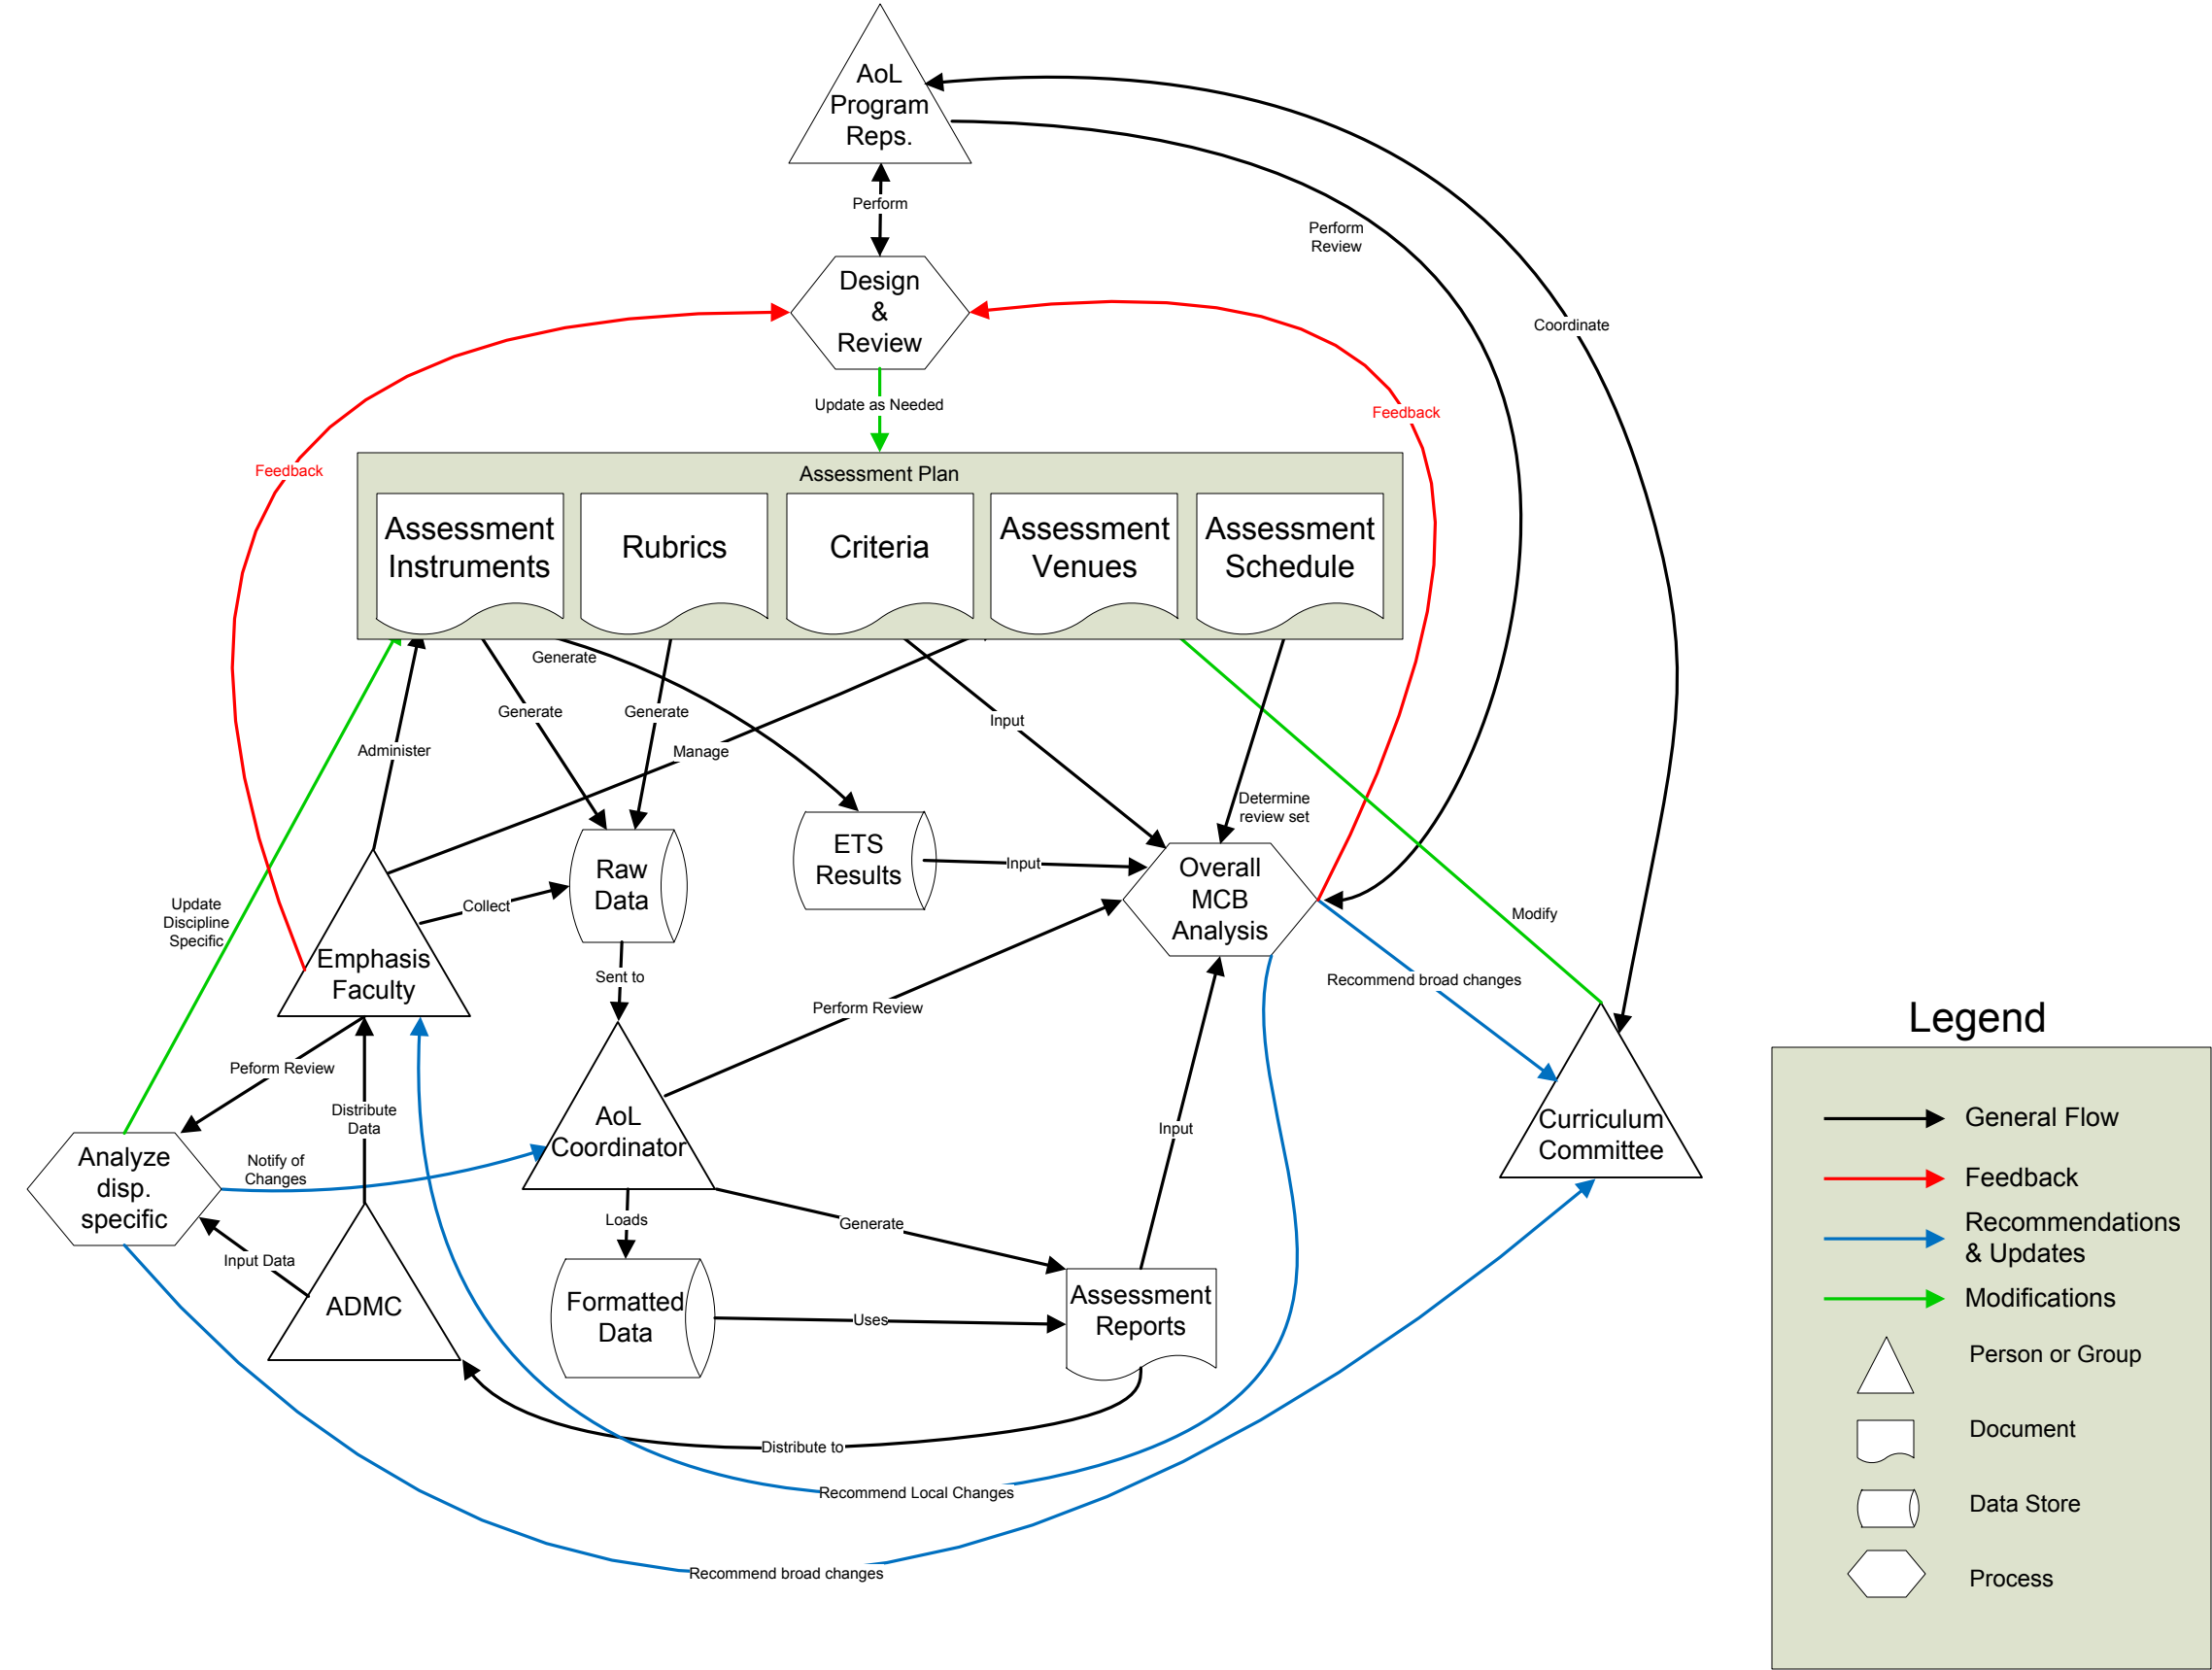 AoL
Program
Reps.
Perform
Perform
Review
Design
&
Review
Coordinate
Update as Needed
Feedback
Feedback
Assessment Plan
Assessment
Instruments
Rubrics
Criteria
Assessment
Venues
Assessment
Schedule
Generate
Generate
Generate
Input
Administer
Manage
Determine
review set
ETS
Results
Input
Overall
MCB
Analysis
Raw
Data
Collect
Update
Discipline
Specific
Modify
Emphasis
Faculty
Sent to
Recommend broad changes
Perform Review
Legend
Peform Review
Distribute
Data
AoL
Coordinator
Input
Curriculum
Committee
General Flow
Analyze
disp.
specific
Notify of
Changes
Feedback
Loads
Generate
Recommendations
& Updates
Input Data
ADMC
Formatted
Data
Uses
Assessment
Reports
Modifications
Person or Group
Document
Distribute to
Recommend Local Changes
Data Store
Recommend broad changes
Process